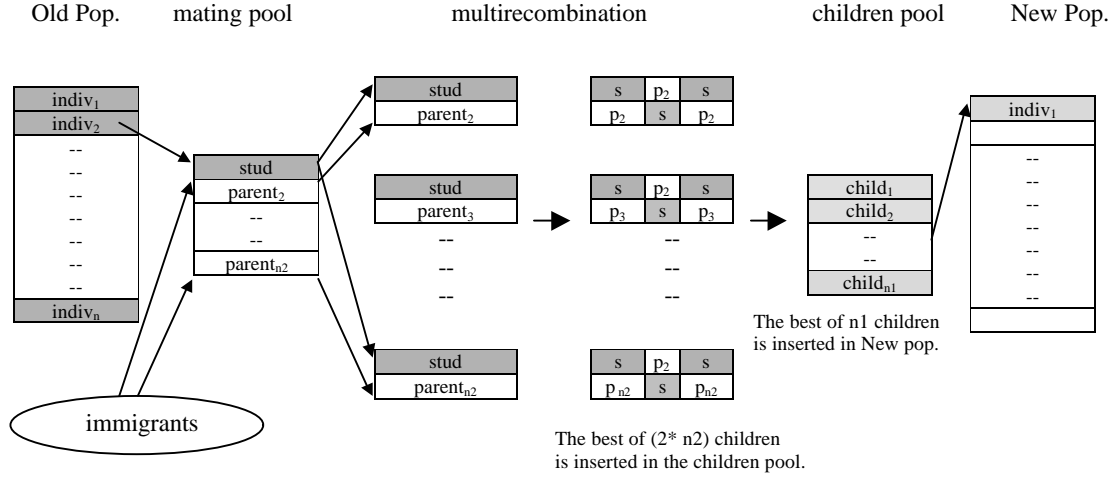 Old Pop. mating pool multirecombination children pool New Pop.
indiv₁
indiv₂
--
--
--
--
--
--
--
indivₙ
immigrants
stud
parent₂
--
--
parentₙ₂
stud
parent₂
stud
parent₃
--
--
--
stud
parentₙ₂
s p₂ s
p₂ s p₂
s p₂ s
p₃ s p₃
--
--
--
s p₂ s
pₙ₂ s pₙ₂
The best of (2* n2) children
is inserted in the children pool.
child₁
child₂
--
--
childₙ₁
The best of n1 children
is inserted in New pop.
indiv₁
--
--
--
--
--
--
--